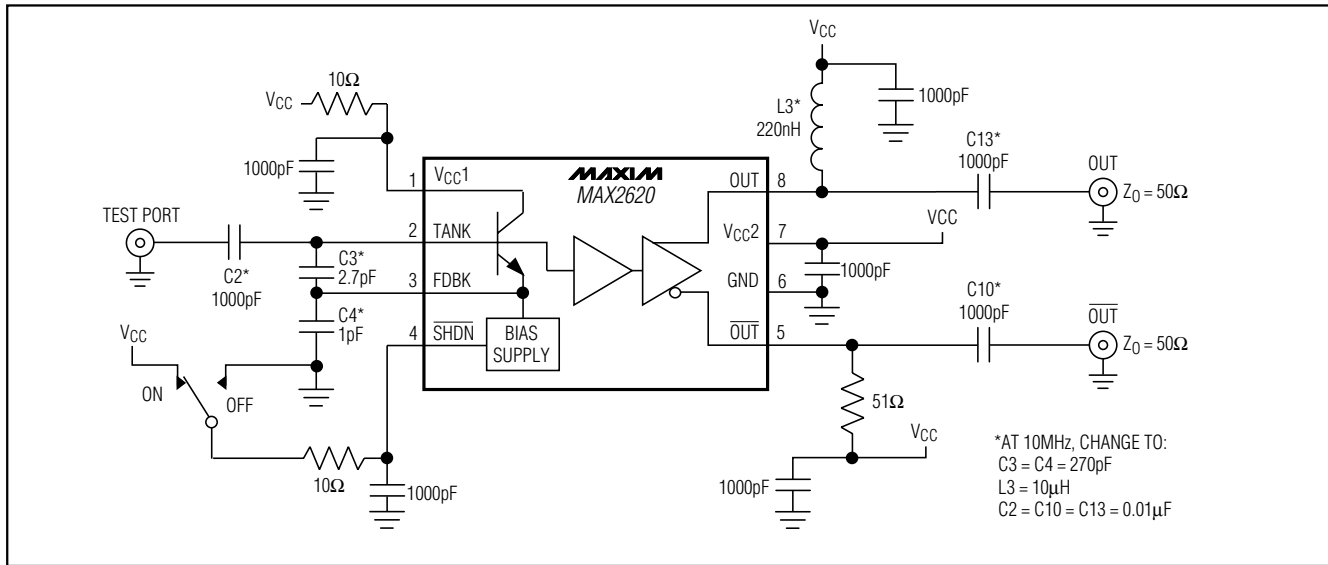 VCC
10Ω
VCC
1000pF
L3*
220nH
1000pF
C13*
1000pF
OUT
Z0 = 50Ω
1
VCC1
MAXIM
MAX2620
OUT
8
TEST PORT
C2*
1000pF
2
TANK
C3*
2.7pF
3
FDBK
C4*
1pF
4
SHDN
BIAS
SUPPLY
VCC2
7
VCC
1000pF
GND
6
OUT
5
C10*
1000pF
OUT
Z0 = 50Ω
VCC
ON
OFF
10Ω
1000pF
51Ω
VCC
1000pF
*AT 10MHz, CHANGE TO:
C3 = C4 = 270pF
L3 = 10µH
C2 = C10 = C13 = 0.01µF